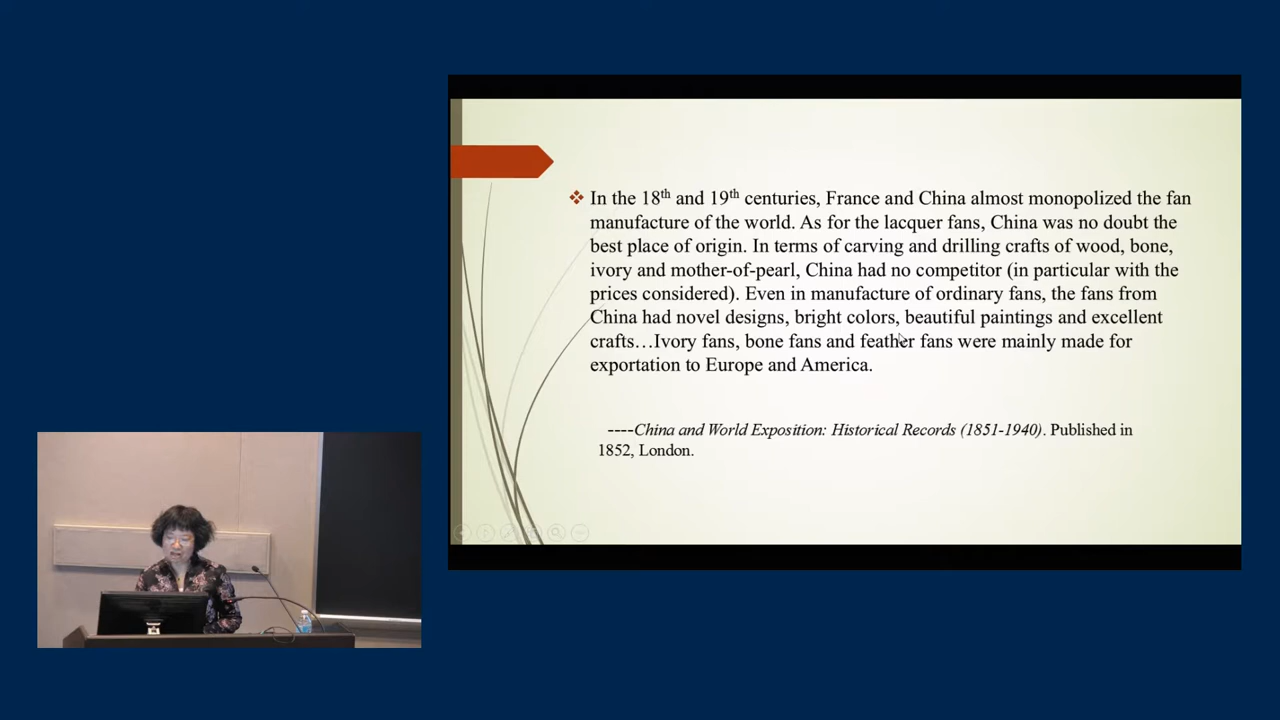 In the 18th and 19th centuries, France and China almost monopolized the fan
manufacture of the world. As for the lacquer fans, China was no doubt the
best place of origin. In terms of carving and drilling crafts of wood, bone,
ivory and mother-of-pearl, China had no competitor (in particular with the
prices considered). Even in manufacture of ordinary fans, the fans from
China had novel designs, bright colors, beautiful paintings and excellent
crafts…Ivory fans, bone fans and feather fans were mainly made for
exportation to Europe and America.
----China and World Exposition: Historical Records (1851-1940). Published in
1852, London.